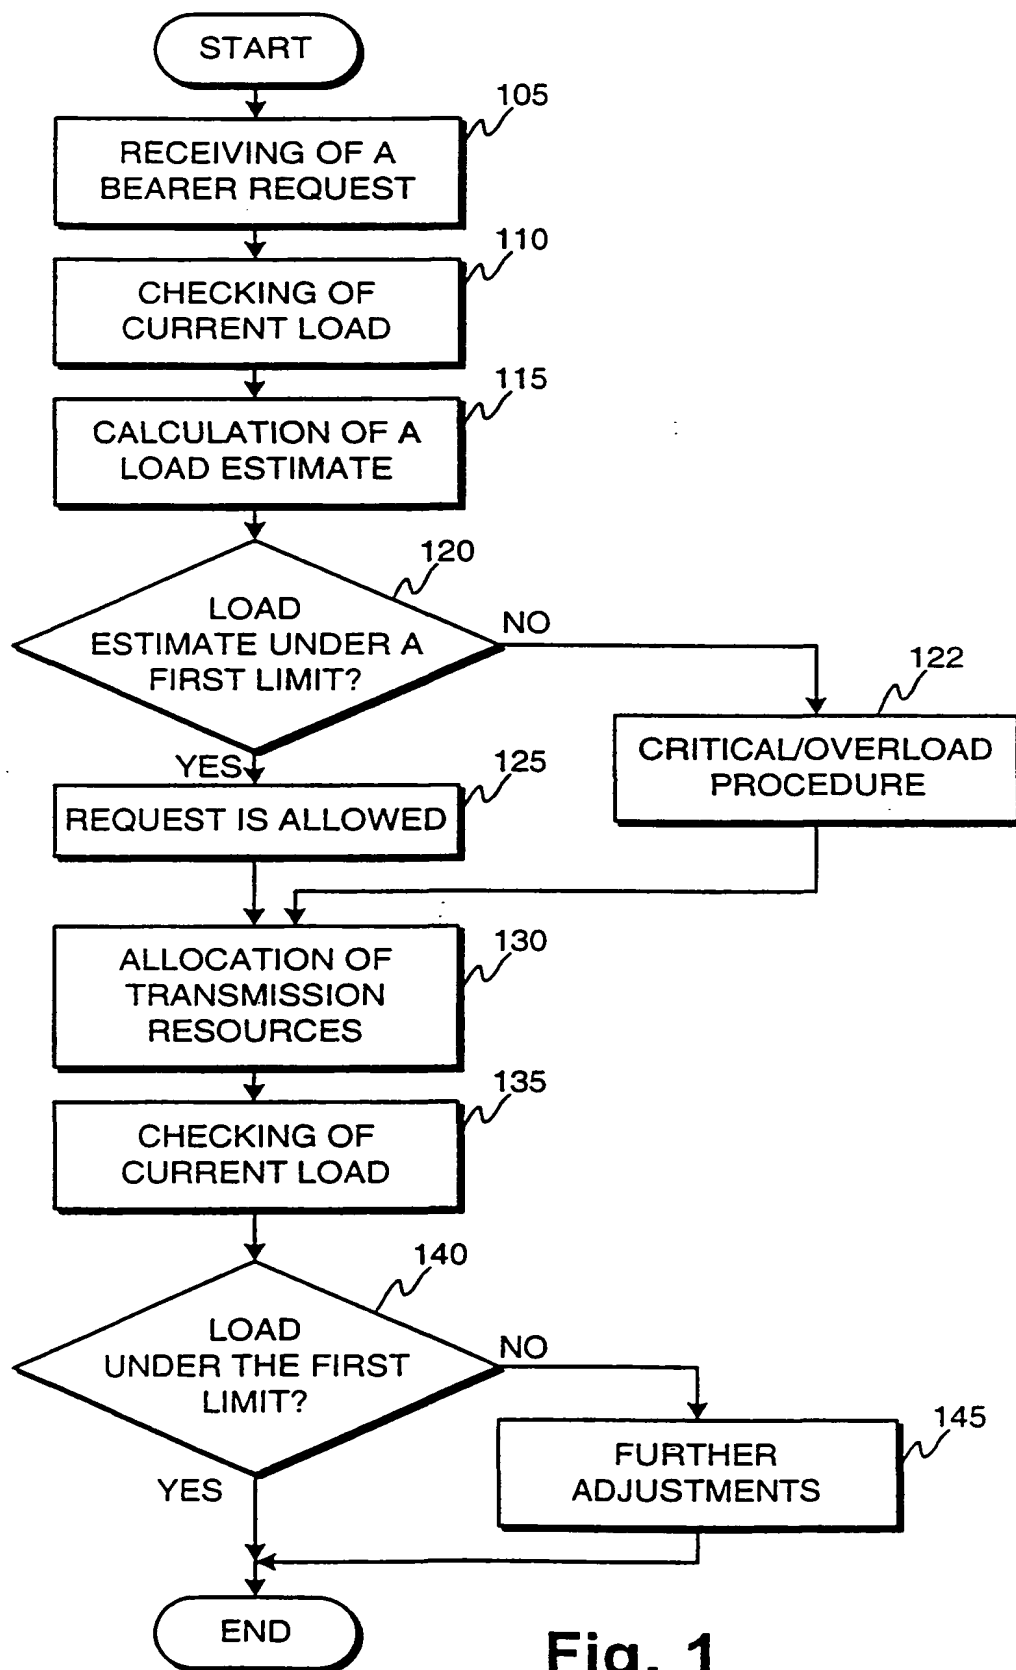 START
105
RECEIVING OF A
BEARER REQUEST
110
CHECKING OF
CURRENT LOAD
115
CALCULATION OF A
LOAD ESTIMATE
120
LOAD
ESTIMATE UNDER A
FIRST LIMIT?
NO
122
CRITICAL/OVERLOAD
PROCEDURE
YES
125
REQUEST IS ALLOWED
130
ALLOCATION OF
TRANSMISSION
RESOURCES
135
CHECKING OF
CURRENT LOAD
140
LOAD
UNDER THE FIRST
LIMIT?
NO
145
FURTHER
ADJUSTMENTS
YES
END
Fig. 1